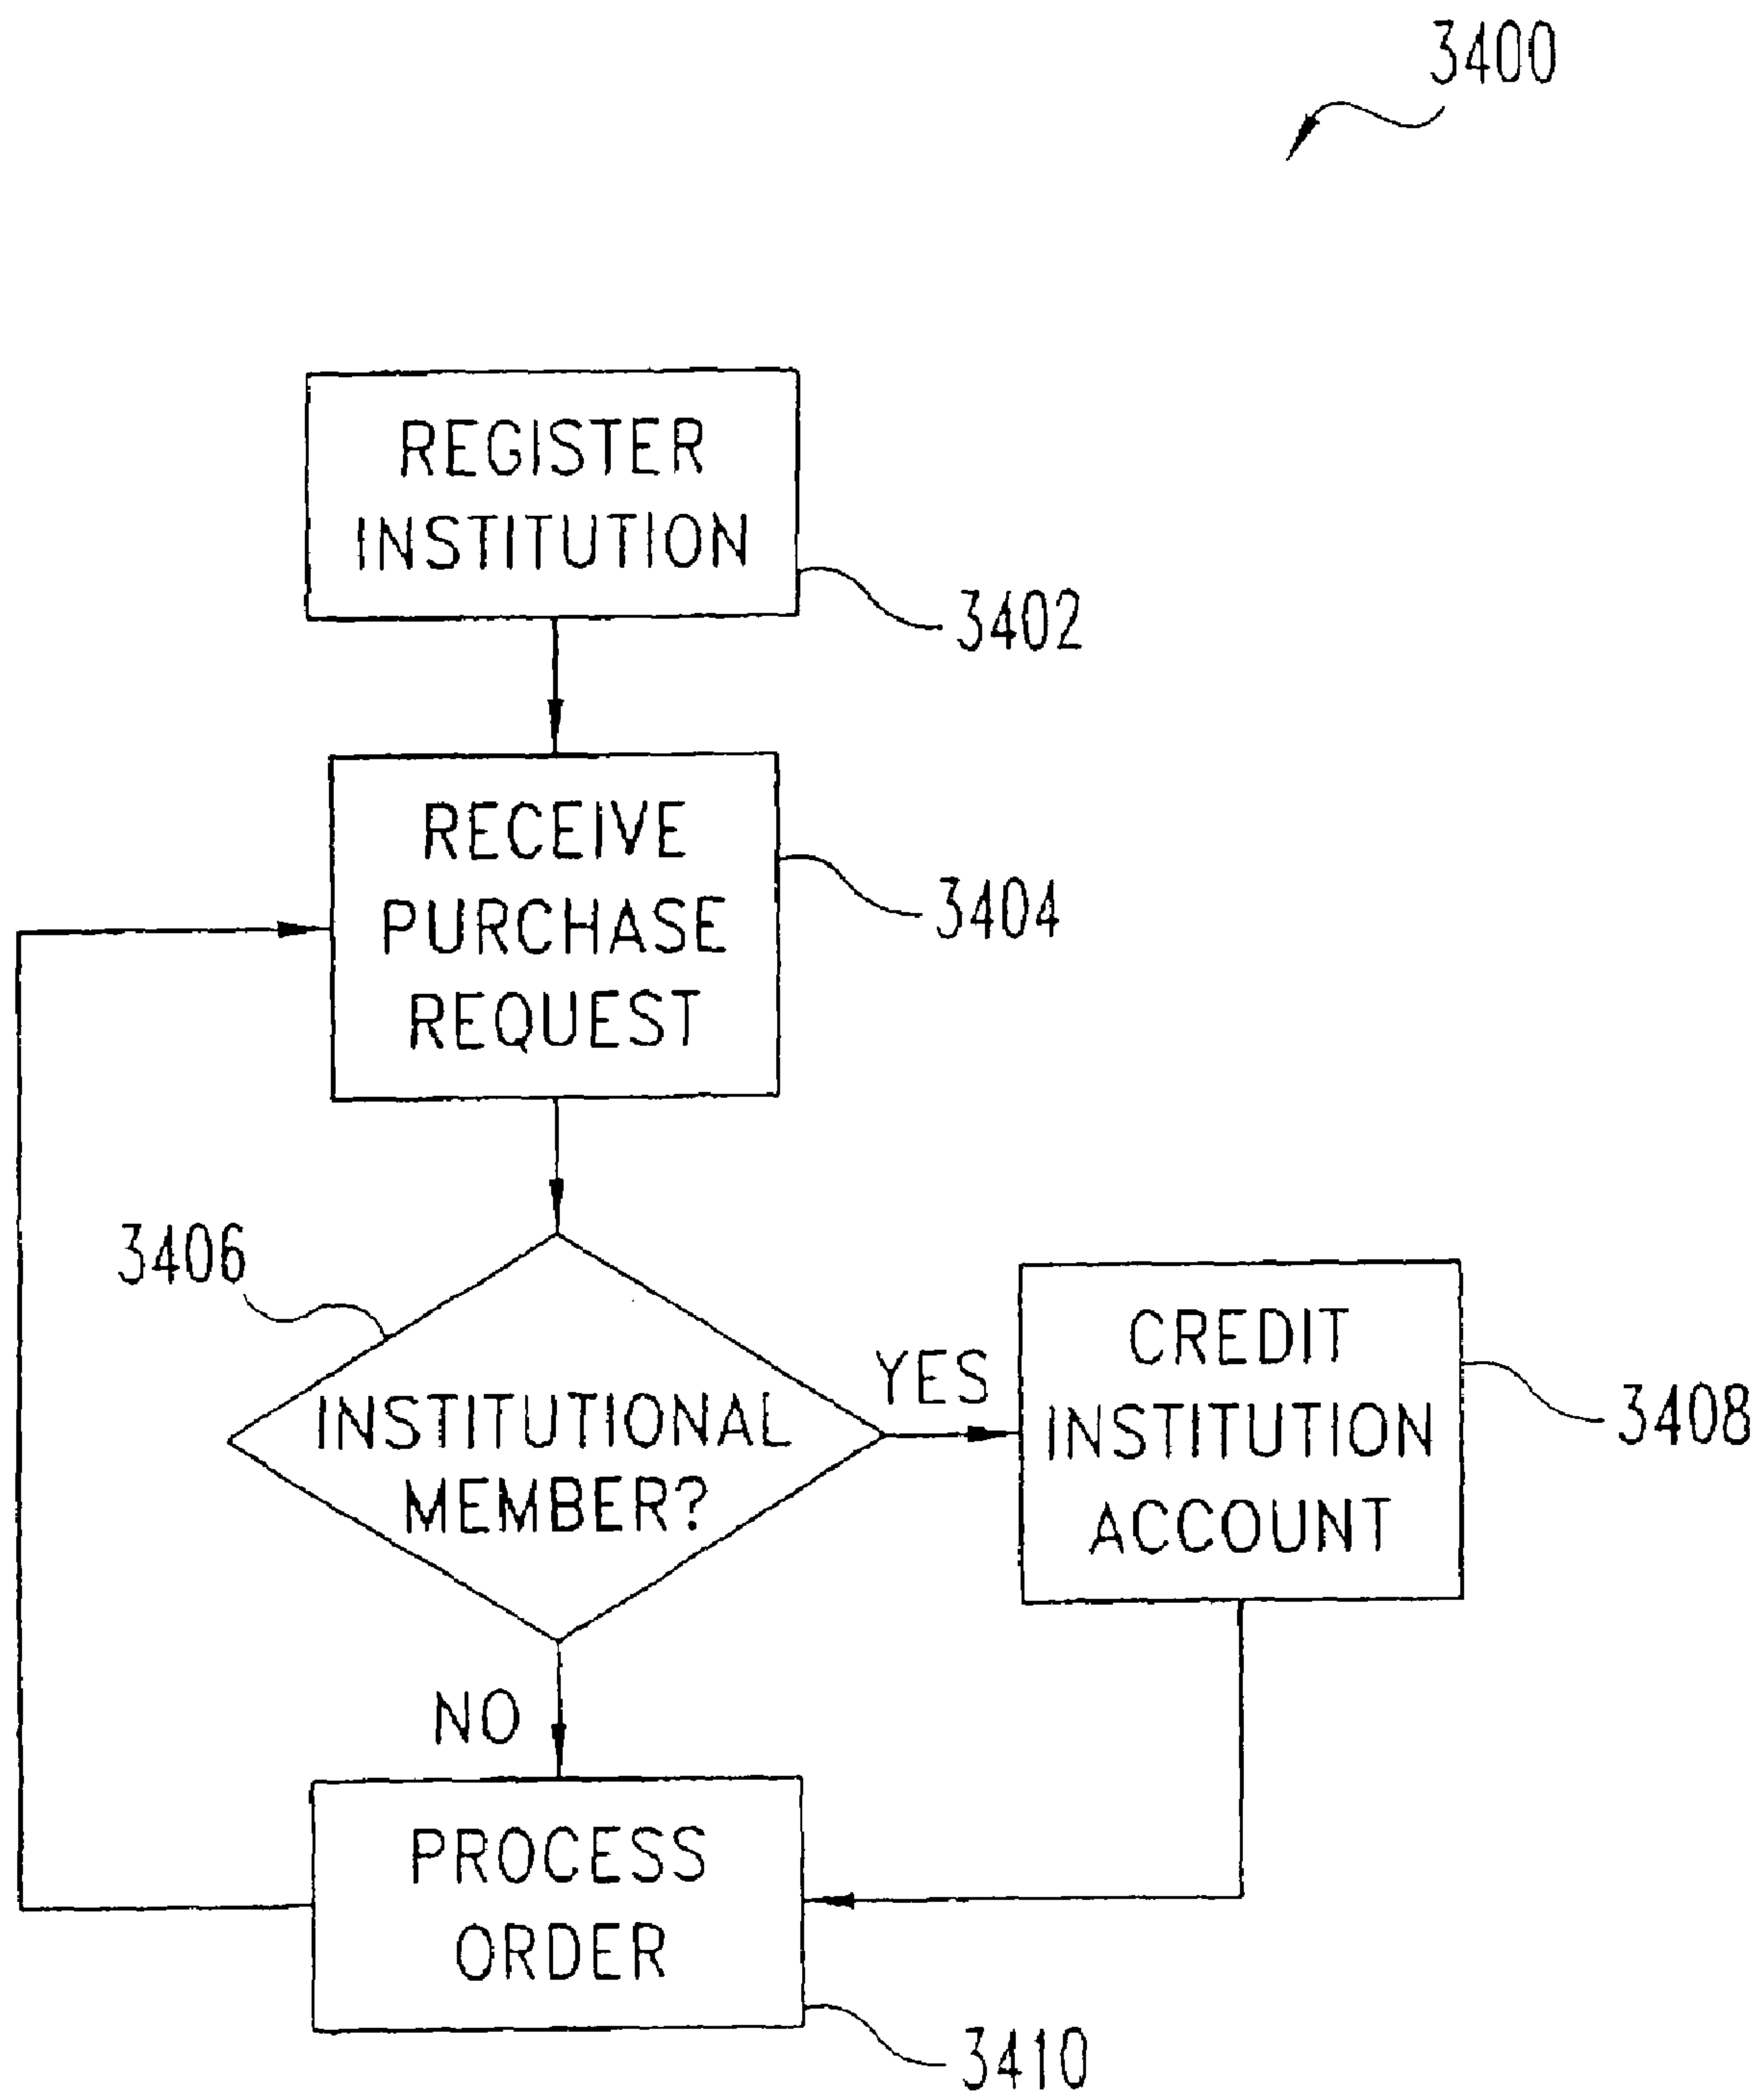 3400
REGISTER
INSTITUTION
3402
RECEIVE
PURCHASE
REQUEST
3404
3406
INSTITUTIONAL
MEMBER?
YES
CREDIT
INSTITUTION
ACCOUNT
3408
NO
PROCESS
ORDER
3410